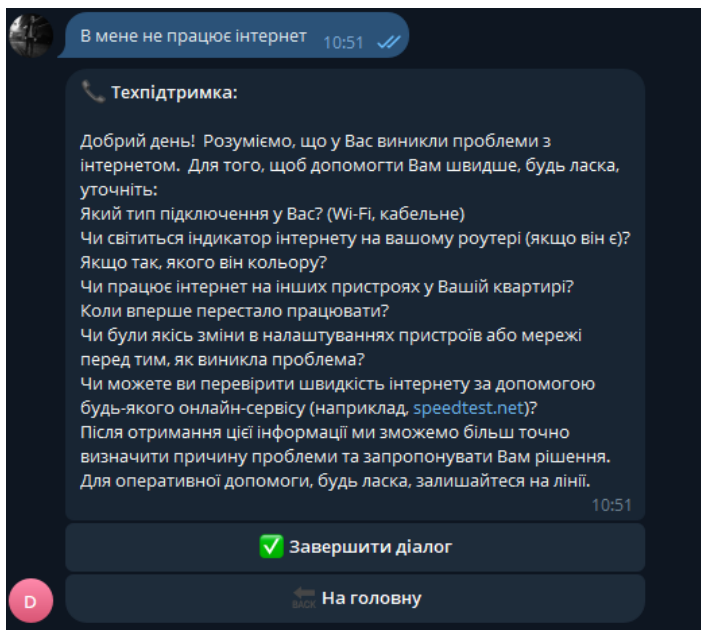 В мене не працює інтернет 10:51
Техпідтримка:
Добрий день! Розуміємо, що у Вас виникли проблеми з
інтернетом. Для того, щоб допомогти Вам швидше, будь ласка,
уточніть:
Який тип підключення у Вас? (Wi-Fi, кабельне)
Чи світиться індикатор інтернету на вашому роутері (якщо він є)?
Якщо так, якого він кольору?
Чи працює інтернет на інших пристроях у Вашій квартирі?
Коли вперше перестало працювати?
Чи були якісь зміни в налаштуваннях пристроїв або мережі
перед тим, як виникла проблема?
Чи можете ви перевірити швидкість інтернету за допомогою
будь-якого онлайн-сервісу (наприклад, speedtest.net)?
Після отримання цієї інформації ми зможемо більш точно
визначити причину проблеми та запропонувати Вам рішення.
Для оперативної допомоги, будь ласка, залишайтеся на лінії.
10:51
Завершити діалог
BACK На головну
D